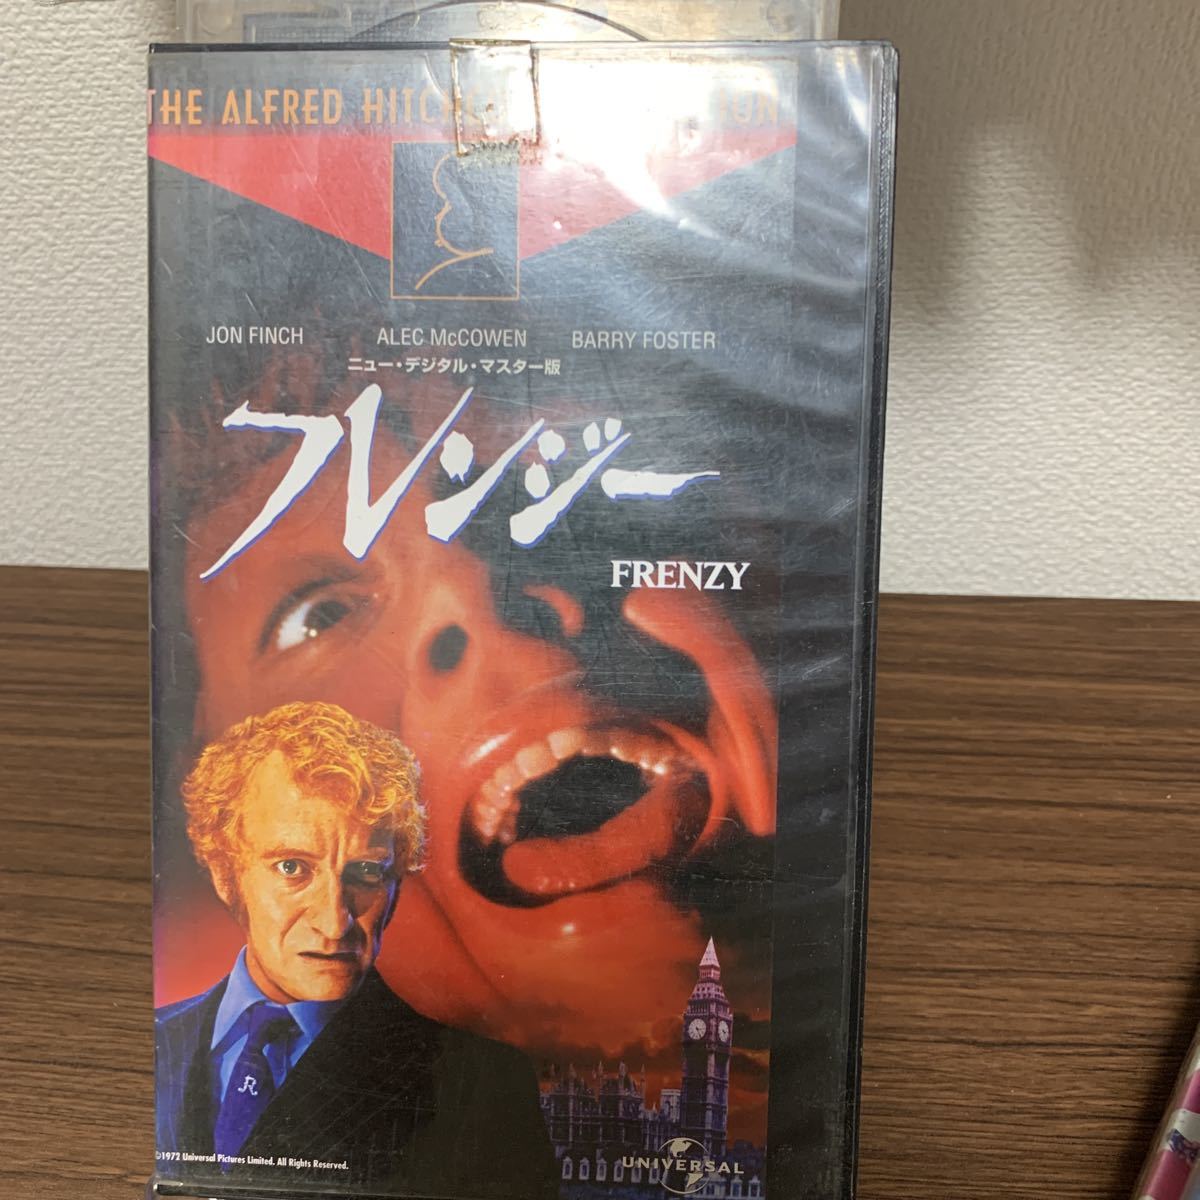 THE ALFRED
JON FINCH ALEC McCOWEN BARRY FOSTER
ニュー・デジタル・マスター版
フレンジー
FRENZY
R
©1972 Universal Pictures Limited. All Rights Reserved.
UNIVERSAL